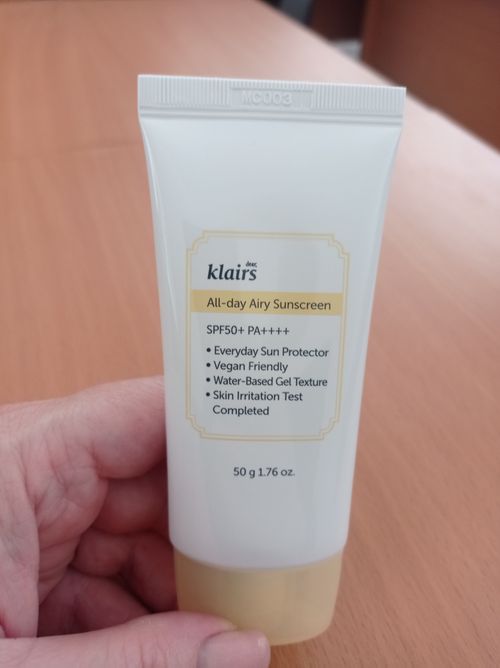 MC003
dear,
klairs
All-day Airy Sunscreen
SPF50+ PA++++
• Everyday Sun Protector
• Vegan Friendly
• Water-Based Gel Texture
• Skin Irritation Test
Completed
50 g 1.76 oz.